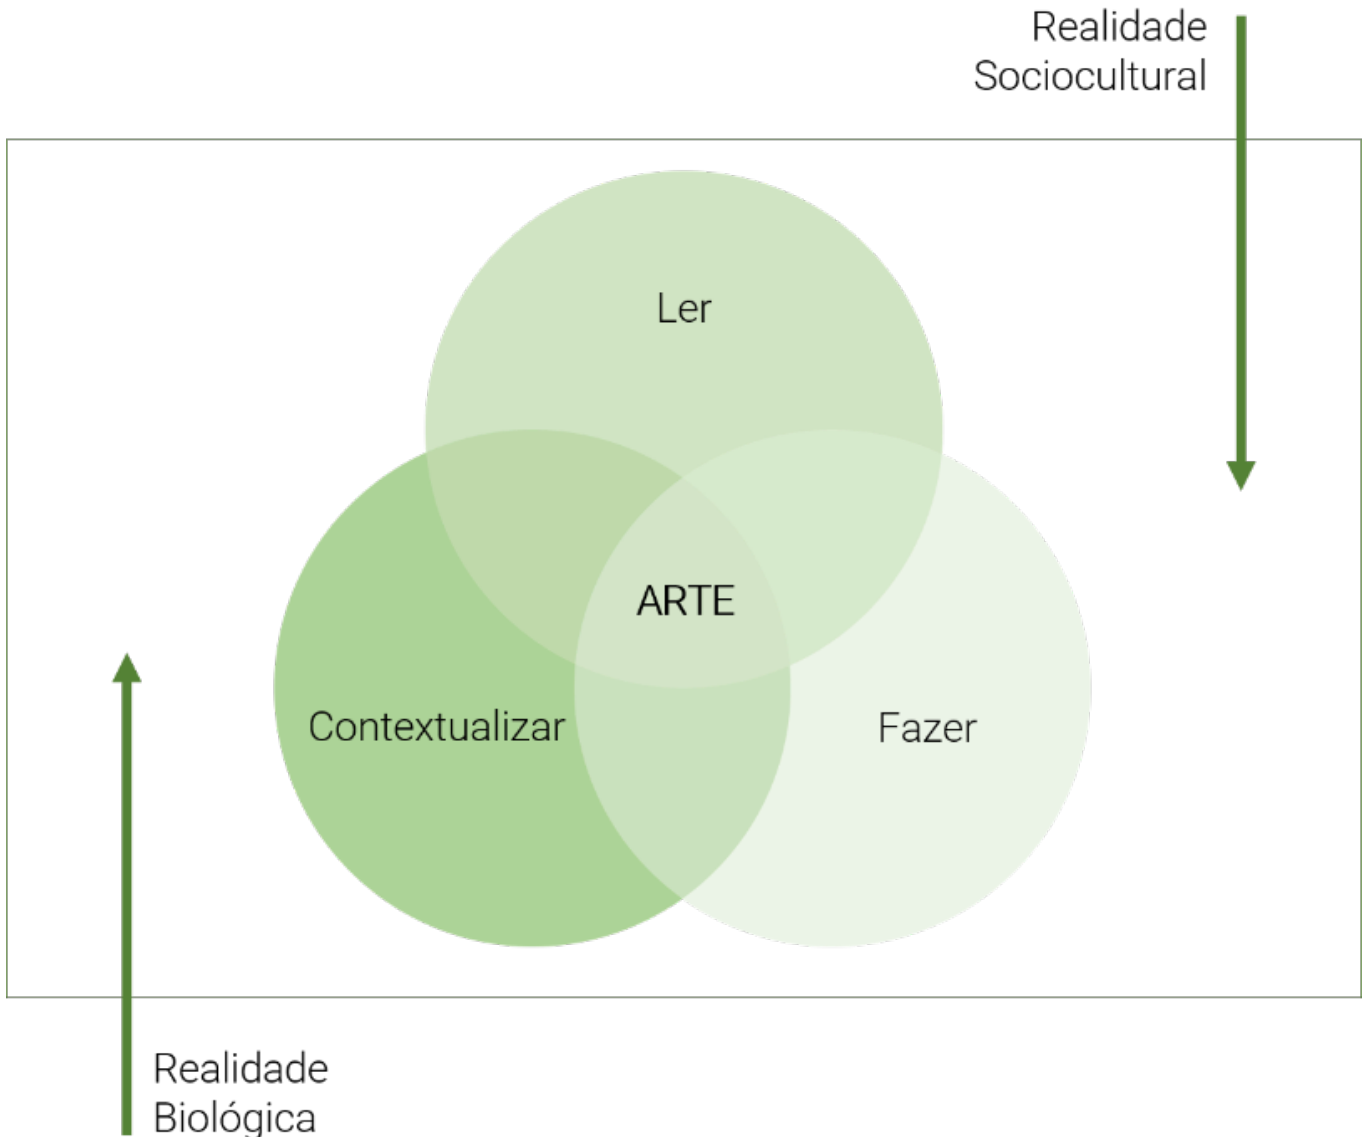 Realidade
Sociocultural
Ler
ARTE
Contextualizar
Fazer
Realidade
Biológica